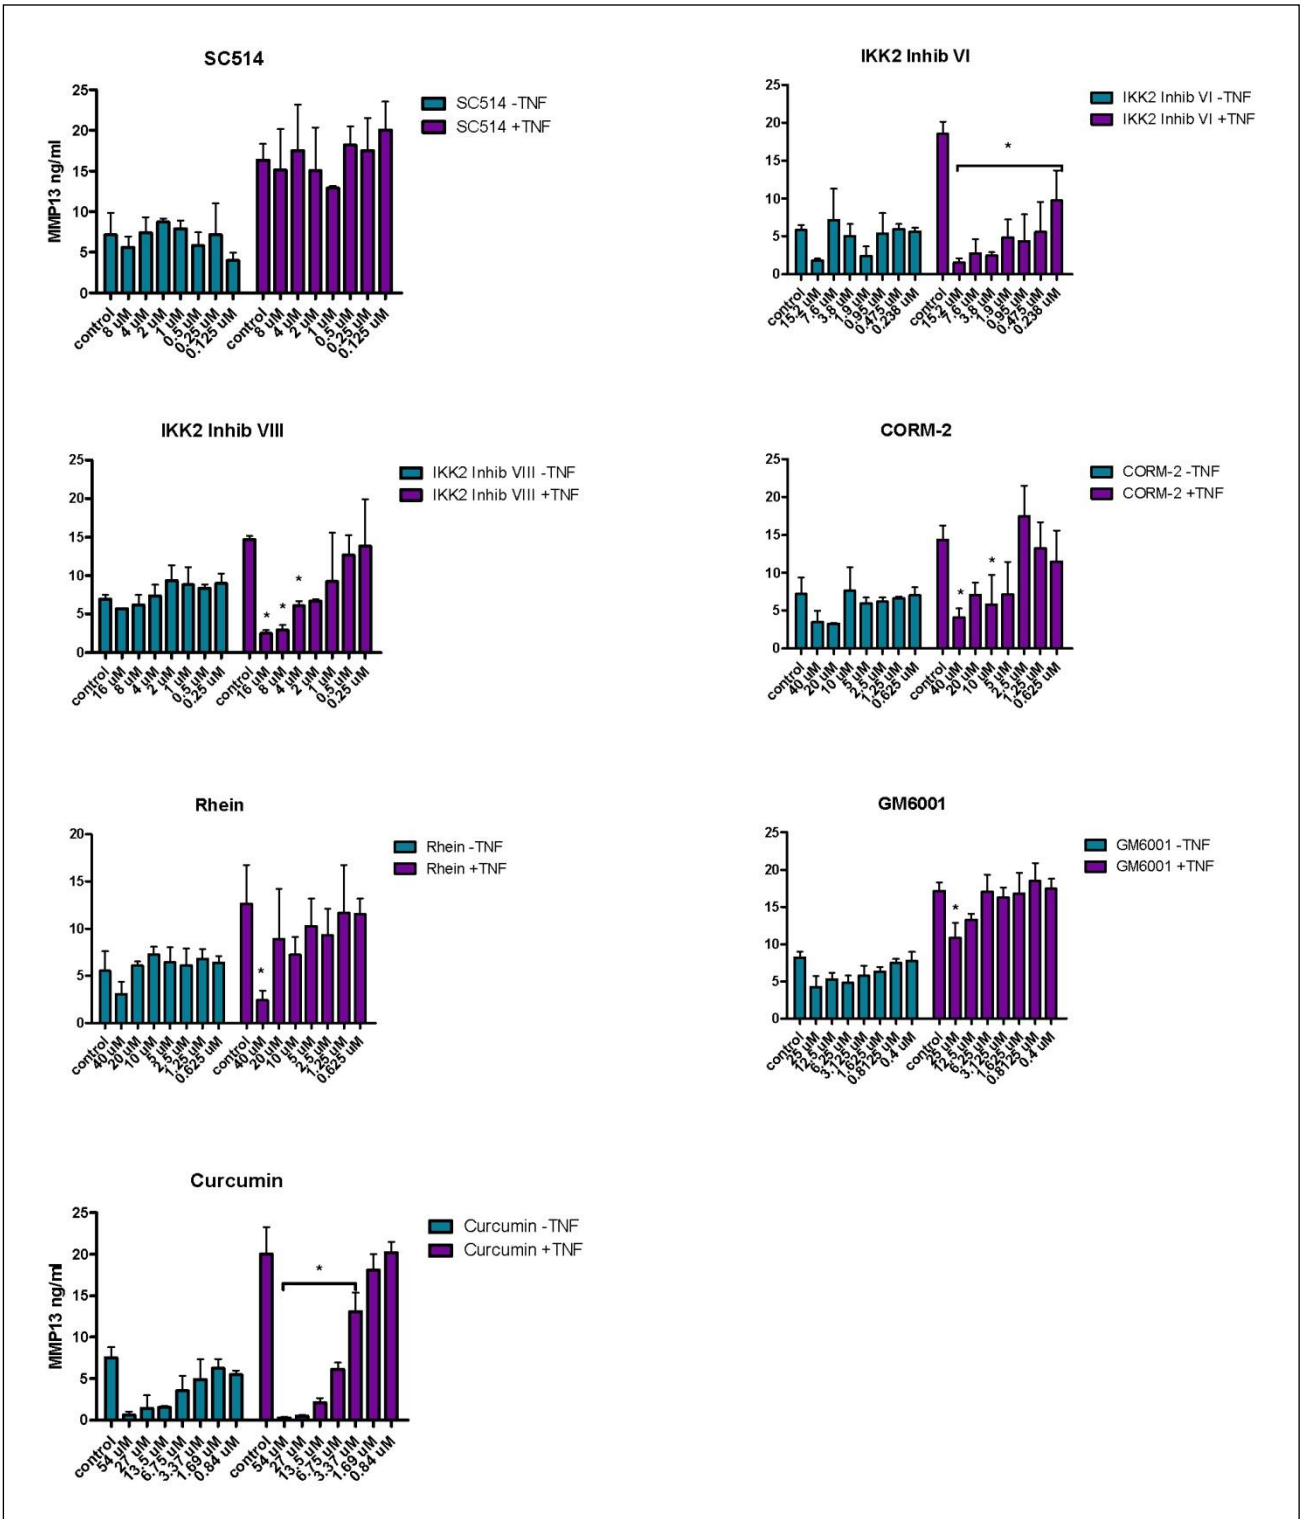 SC514
SC514 -TNF
SC514 +TNF
MMP13 ng/ml
25
20
15
10
5
0
control
8 uM
4 uM
2 uM
1 uM
0.5 uM
0.25 uM
0.125 uM
control
8 uM
4 uM
2 uM
1 uM
0.5 uM
0.25 uM
0.125 uM
IKK2 Inhib VI
IKK2 Inhib VI -TNF
IKK2 Inhib VI +TNF
25
20
15
10
5
0
*
control
15.2 uM
7.6 uM
3.8 uM
1.9 uM
0.95 uM
0.475 uM
0.238 uM
control
15.2 uM
7.6 uM
3.8 uM
1.9 uM
0.95 uM
0.475 uM
0.238 uM
IKK2 Inhib VIII
IKK2 Inhib VIII -TNF
IKK2 Inhib VIII +TNF
25
20
15
10
5
0
*
*
*
control
16 uM
8 uM
4 uM
2 uM
1 uM
0.5 uM
0.25 uM
control
16 uM
8 uM
4 uM
2 uM
1 uM
0.5 uM
0.25 uM
CORM-2
CORM-2 -TNF
CORM-2 +TNF
25
20
15
10
5
0
*
*
control
40 uM
20 uM
10 uM
5 uM
2.5 uM
1.25 uM
0.625 uM
control
40 uM
20 uM
10 uM
5 uM
2.5 uM
1.25 uM
0.625 uM
Rhein
Rhein -TNF
Rhein +TNF
20
15
10
5
0
*
control
40 uM
20 uM
10 uM
5 uM
2.5 uM
1.25 uM
0.625 uM
control
40 uM
20 uM
10 uM
5 uM
2.5 uM
1.25 uM
0.625 uM
GM6001
GM6001 -TNF
GM6001 +TNF
25
20
15
10
5
0
*
control
25 uM
12.5 uM
6.25 uM
3.125 uM
1.625 uM
0.8125 uM
0.4 uM
control
25 uM
12.5 uM
6.25 uM
3.125 uM
1.625 uM
0.8125 uM
0.4 uM
Curcumin
Curcumin -TNF
Curcumin +TNF
MMP13 ng/ml
25
20
15
10
5
0
*
control
54 uM
27 uM
13.5 uM
6.75 uM
3.37 uM
1.69 uM
0.84 uM
control
54 uM
27 uM
13.5 uM
6.75 uM
3.37 uM
1.69 uM
0.84 uM